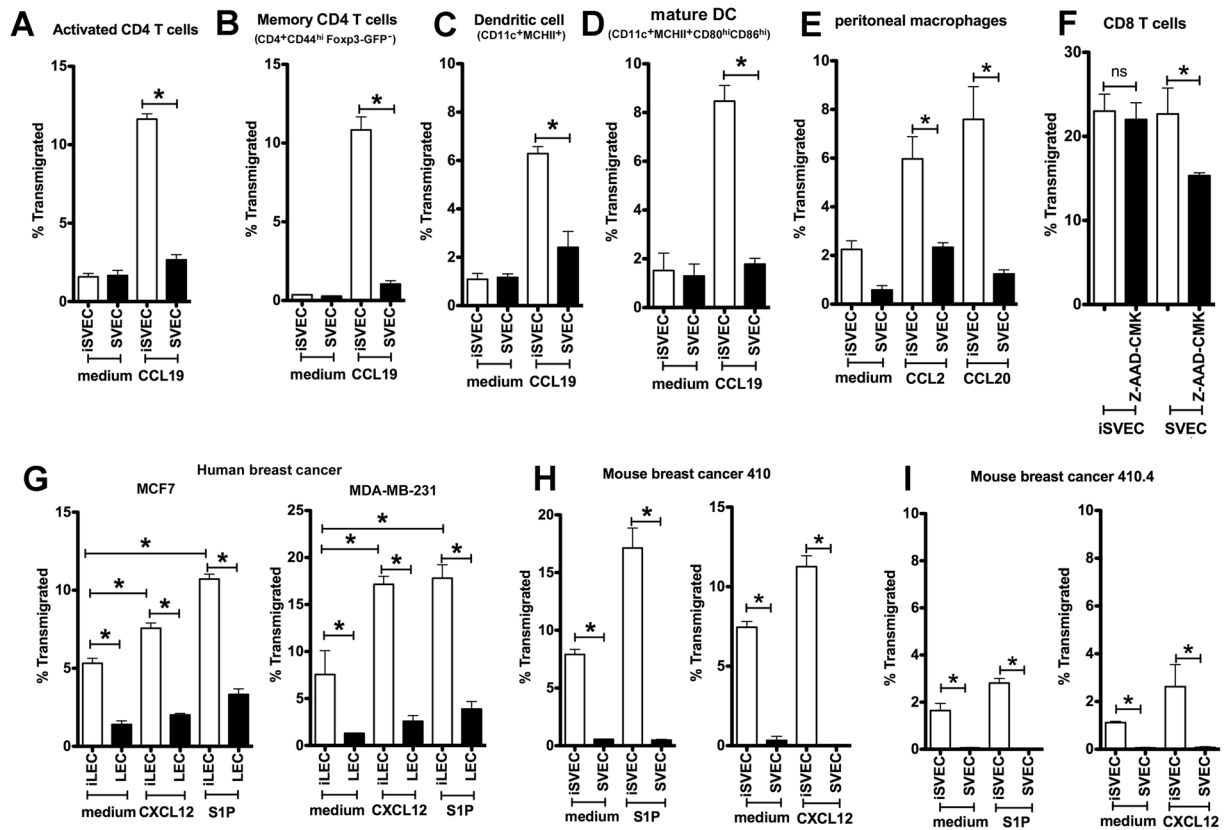 A
Activated CD4 T cells
% Transmigrated
15
10
5
0
iSVEC
SVEC
iSVEC
SVEC
medium CCL19
B
Memory CD4 T cells
(CD4+CD44hi Foxp3-GFP-)
% Transmigrated
15
10
5
0
iSVEC
SVEC
iSVEC
SVEC
medium CCL19
*
*
C
Dendritic cell
(CD11c+MCHII+)
% Transmigrated
10
8
6
4
2
0
*
iSVEC
SVEC
iSVEC
SVEC
medium CCL19
D
mature DC
(CD11c+MCHII+CD80hiCD86hi)
% Transmigrated
10
8
6
4
2
0
*
iSVEC
SVEC
iSVEC
SVEC
medium CCL19
E
peritoneal macrophages
% Transmigrated
10
8
6
4
2
0
*
*
iSVEC
SVEC
iSVEC
SVEC
iSVEC
SVEC
medium CCL2 CCL20
F
CD8 T cells
% Transmigrated
30
20
10
0
ns
*
iSVEC
Z-AAD-CMK
SVEC
Z-AAD-CMK
iSVEC SVEC
G
Human breast cancer
MCF7
% Transmigrated
15
10
5
0
*
*
*
*
*
iLEC
LEC
iLEC
LEC
iLEC
LEC
medium CXCL12 S1P
MDA-MB-231
% Transmigrated
25
20
15
10
5
0
*
*
*
*
*
iLEC
LEC
iLEC
LEC
iLEC
LEC
medium CXCL12 S1P
H
Mouse breast cancer 410
% Transmigrated
20
15
10
5
0
*
*
iSVEC
SVEC
iSVEC
SVEC
medium S1P
% Transmigrated
15
10
5
0
*
*
iSVEC
SVEC
iSVEC
SVEC
medium CXCL12
I
Mouse breast cancer 410.4
% Transmigrated
10
8
6
4
2
0
*
*
iSVEC
SVEC
iSVEC
SVEC
medium S1P
% Transmigrated
10
8
6
4
2
0
*
*
iSVEC
SVEC
iSVEC
SVEC
medium CXCL12